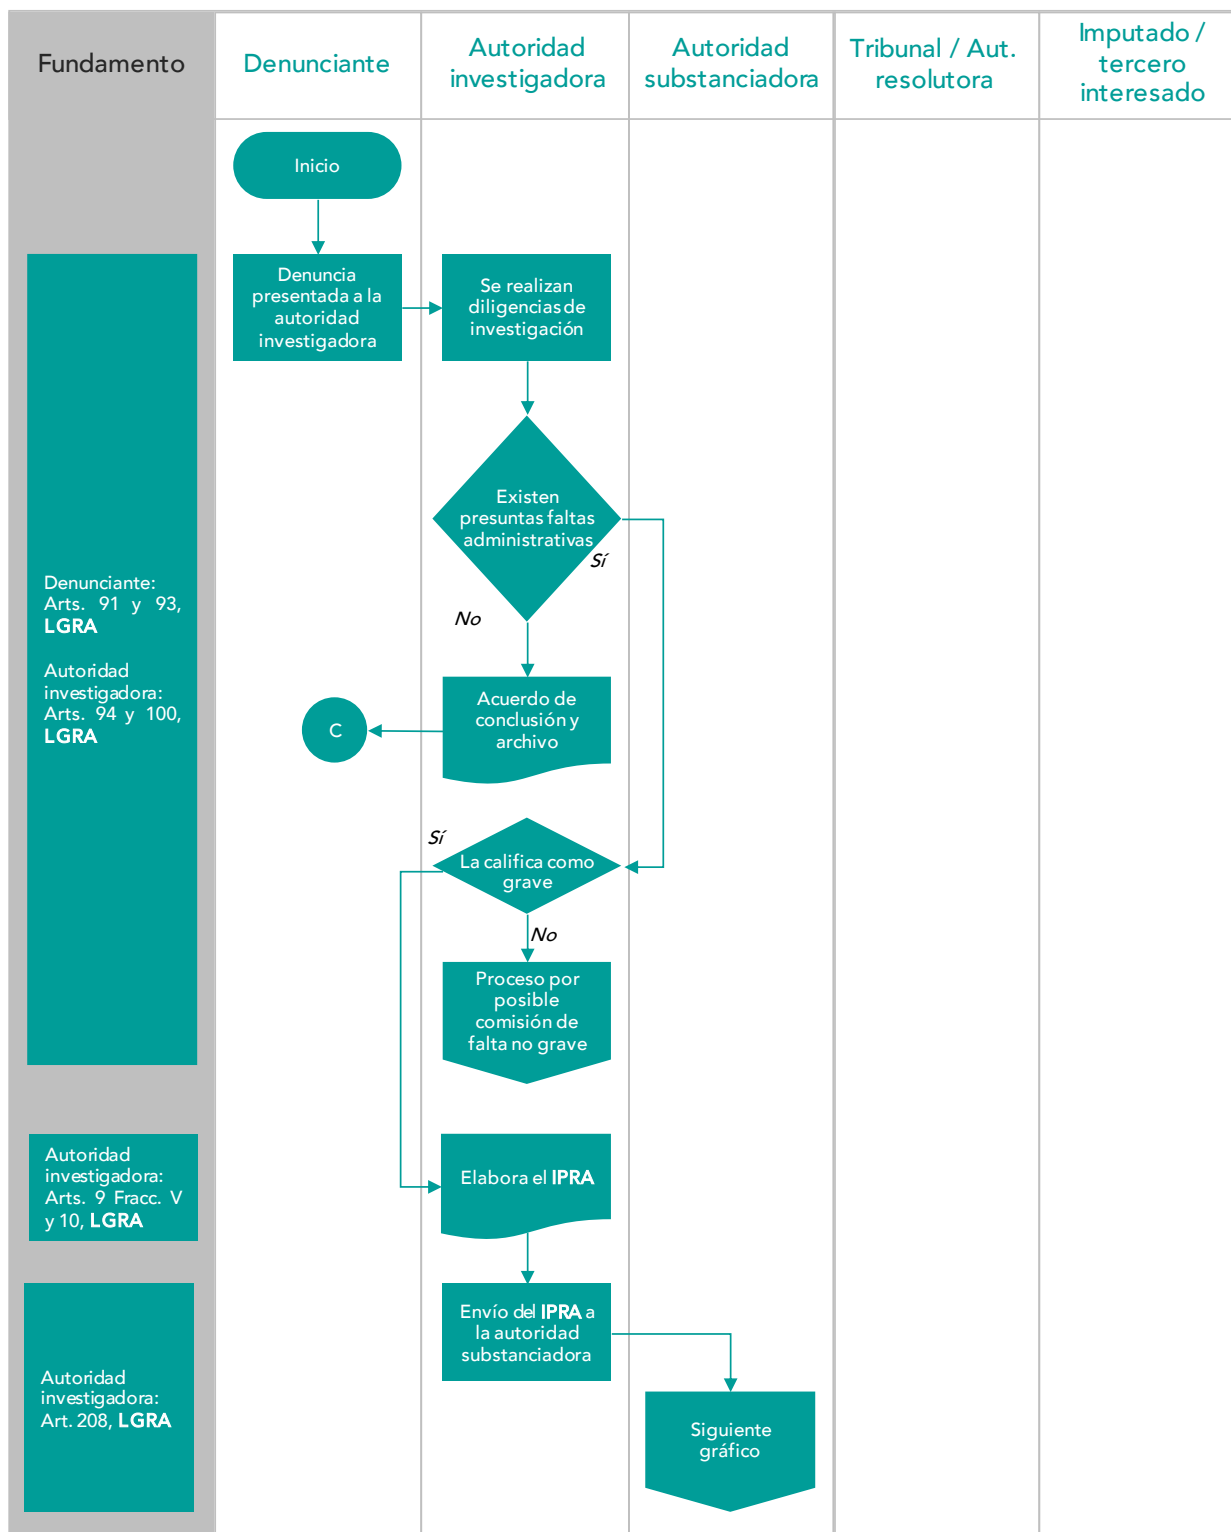 Fundamento
Denunciante
Autoridad
investigadora
Autoridad
substanciadora
Tribunal / Aut.
resolutora
Imputado /
tercero
interesado
Inicio
Denuncia
presentada a la
autoridad
investigadora
Se realizan
diligencias de
investigación
Existen
presuntas faltas
administrativas
Sí
No
Denunciante:
Arts. 91 y 93,
LGRA
Autoridad
investigadora:
Arts. 94 y 100,
LGRA
Acuerdo de
conclusión y
archivo
C
Sí
La califica como
grave
No
Proceso por
posible
comisión de
falta no grave
Autoridad
investigadora:
Arts. 9 Fracc. V
y 10, LGRA
Elabora el IPRA
Envío del IPRA a
la autoridad
substanciadora
Autoridad
investigadora:
Art. 208, LGRA
Siguiente
gráfico